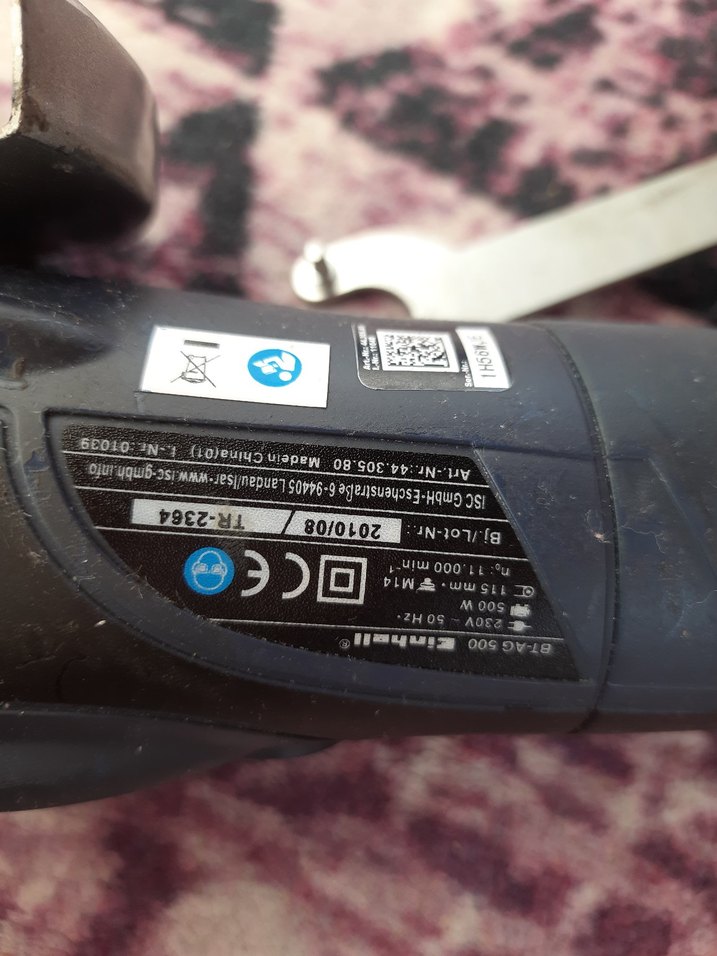 BT-AG 500 Einhell®
230V ~ 50 Hz •
500 W
115 mm • M14
n₀: 11.000 min⁻¹
CE
Bj./Lot-Nr.: 2010/08 / TR-2364
iSC GmbH-Eschenstraße 6-94405 Landau/Isar-www.isc-gmbh.info
Art.-Nr.:44.305.80 Made in China(01) I.-Nr.:01039